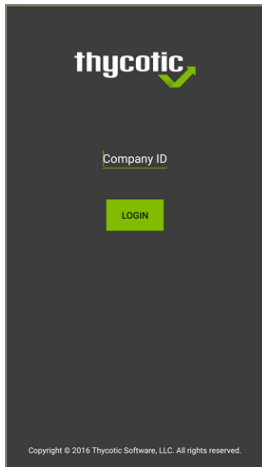 thycotic
Company ID
LOGIN
Copyright © 2016 Thycotic Software, LLC. All rights reserved.